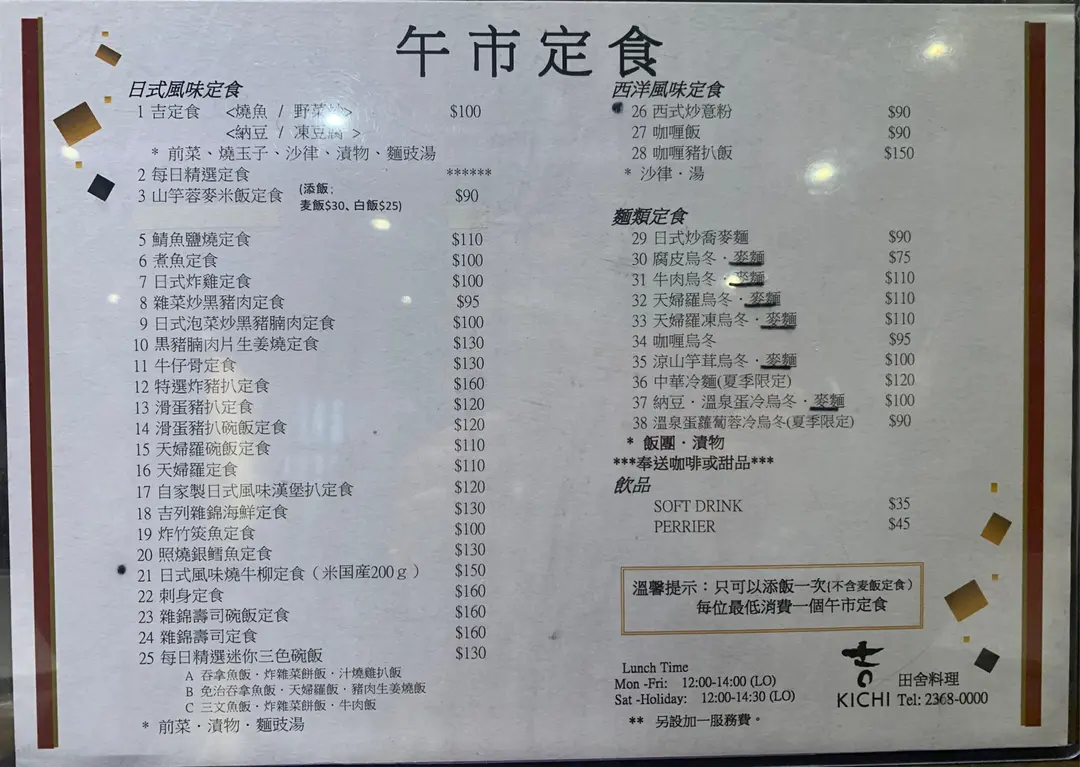 午市定食
日式風味定食
1 吉定食 <燒魚 / 野菜炒> $100
<納豆 / 凍豆腐 >
* 前菜、燒玉子、沙律、漬物、麵豉湯
2 每日精選定食 ******
3 山竽蓉麥米飯定食 (添飯: $90
麦飯$30、白飯$25)
5 鯖魚鹽燒定食 $110
6 煮魚定食 $100
7 日式炸雞定食 $100
8 雜菜炒黑豬肉定食 $95
9 日式泡菜炒黑豬腩肉定食 $100
10 黑豬腩肉片生姜燒定食 $130
11 牛仔骨定食 $130
12 特選炸豬扒定食 $160
13 滑蛋豬扒定食 $120
14 滑蛋豬扒碗飯定食 $120
15 天婦羅碗飯定食 $110
16 天婦羅定食 $110
17 自家製日式風味漢堡扒定食 $120
18 吉列雜錦海鮮定食 $130
19 炸竹筴魚定食 $100
20 照燒銀鱈魚定食 $130
21 日式風味燒牛柳定食（米国産200ｇ） $150
22 刺身定食 $160
23 雜錦壽司碗飯定食 $160
24 雜錦壽司定食 $160
25 每日精選迷你三色碗飯 $130
A 吞拿魚飯．炸雜菜餅飯．汁燒雞扒飯
B 免治吞拿魚飯．天婦羅飯．豬肉生姜燒飯
C 三文魚飯．炸雜菜餅飯．牛肉飯
* 前菜．漬物．麵豉湯
西洋風味定食
26 西式炒意粉 $90
27 咖喱飯 $90
28 咖喱豬扒飯 $150
* 沙律．湯
麵類定食
29 日式炒喬麥麵 $90
30 腐皮烏冬．麥麵 $75
31 牛肉烏冬．麥麵 $110
32 天婦羅烏冬．麥麵 $110
33 天婦羅凍烏冬．麥麵 $110
34 咖喱烏冬 $95
35 涼山竽茸烏冬．麥麵 $100
36 中華冷麵(夏季限定) $120
37 納豆．溫泉蛋冷烏冬．麥麵 $100
38 溫泉蛋蘿蔔蓉冷烏冬(夏季限定) $90
* 飯團．漬物
***奉送咖啡或甜品***
飲品
SOFT DRINK $35
PERRIER $45
溫馨提示：只可以添飯一次(不含麦飯定食）
每位最低消費一個午市定食
Lunch Time
Mon -Fri: 12:00-14:00 (LO)
Sat -Holiday: 12:00-14:30 (LO)
** 另設加一服務費。
吉
KICHI
田舍料理
Tel: 2368-0000